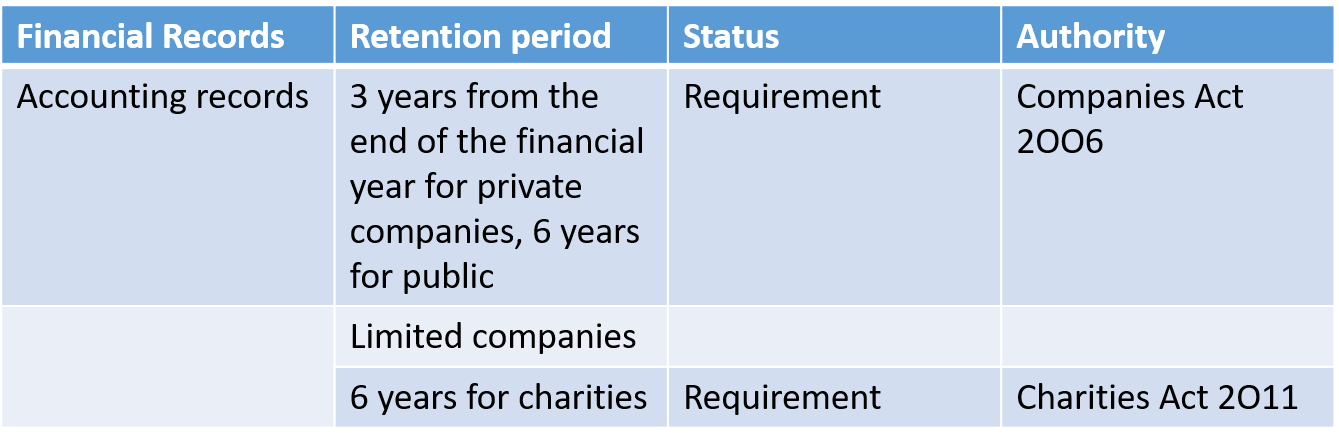 Financial Records Retention period Status Authority
Accounting records 3 years from the Requirement Companies Act
end of the financial 2OO6
year for private
companies, 6 years
for public
Limited companies
6 years for charities Requirement Charities Act 2O11